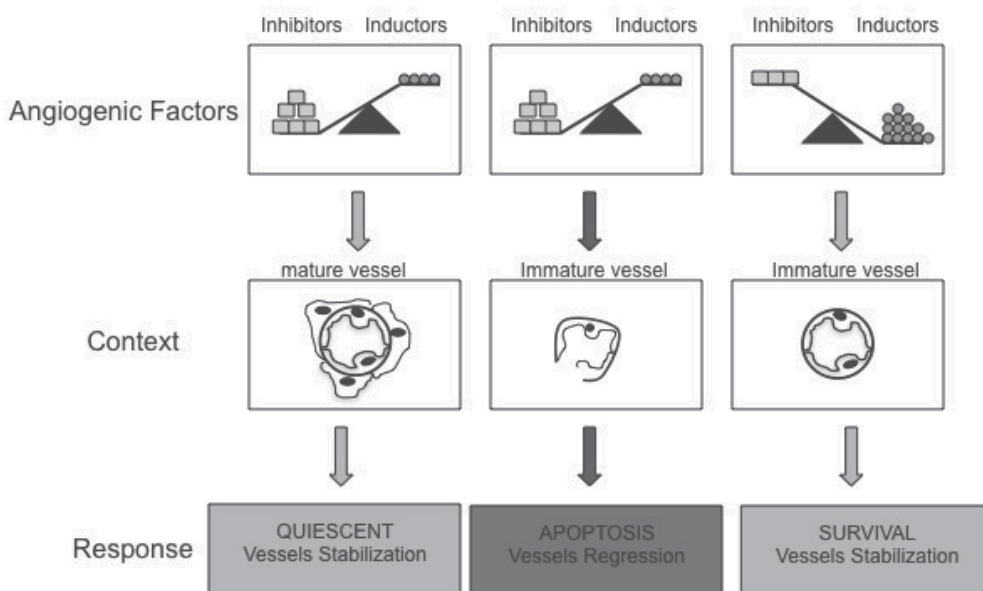 Inhibitors Inductors Inhibitors Inductors Inhibitors Inductors
Angiogenic Factors
mature vessel Immature vessel Immature vessel
Context
Response
QUIESCENT
Vessels Stabilization
APOPTOSIS
Vessels Regression
SURVIVAL
Vessels Stabilization